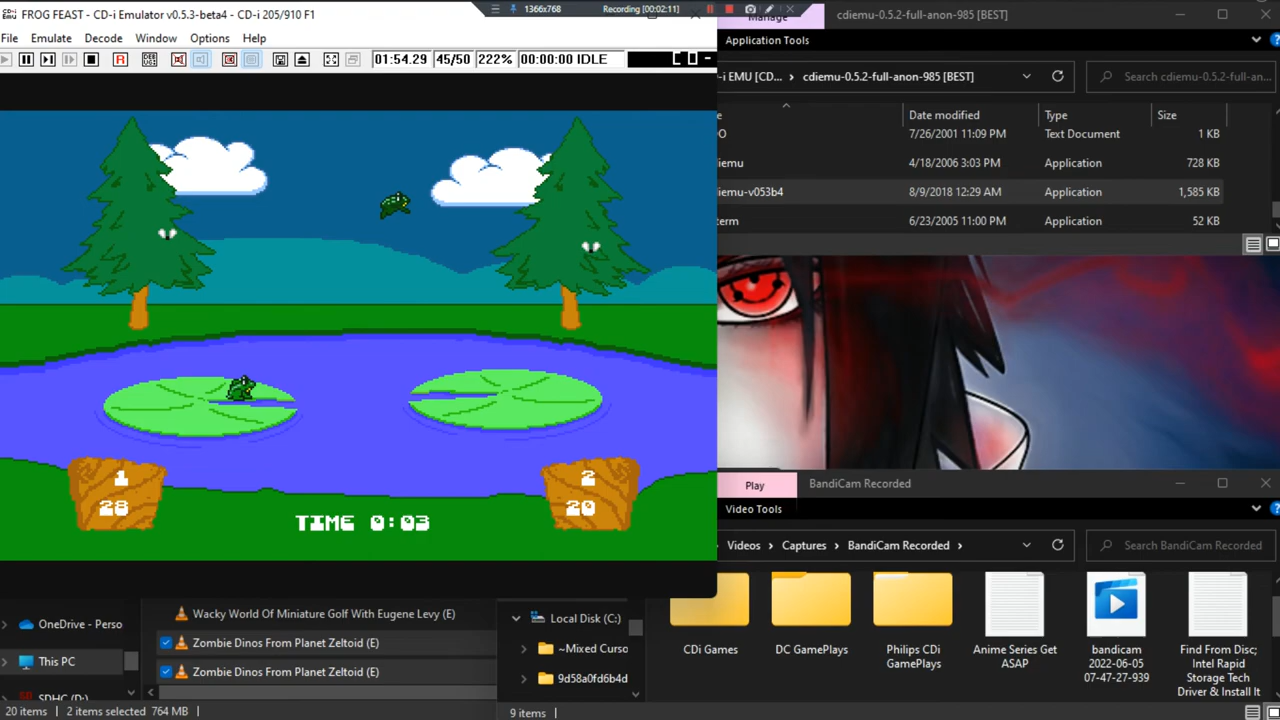 FROG FEAST - CD-i Emulator v0.5.3-beta4 - CD-i 205/910 F1
File Emulate Decode Window Options Help
01:54.29 45/50 222% 00:00:00 IDLE CD-
1 2
28 20
TIME 0:03
1366x768 Recording [00:02:11]
Manage cdiemu-0.5.2-full-anon-985 [BEST]
Application Tools
-i EMU [CD... > cdiemu-0.5.2-full-anon-985 [BEST] Search cdiemu-0.5.2-full-an...
Date modified Type Size
7/26/2001 11:09 PM Text Document 1 KB
iemu 4/18/2006 3:03 PM Application 728 KB
iemu-v053b4 8/9/2018 12:29 AM Application 1,585 KB
term 6/23/2005 11:00 PM Application 52 KB
Play BandiCam Recorded
Video Tools
Videos > Captures > BandiCam Recorded > Search BandiCam Recorded
CDi Games
DC GamePlays
Philips CDi GamePlays
Anime Series Get ASAP
bandicam 2022-06-05 07-47-27-939
Find From Disc; Intel Rapid Storage Tech Driver & Install It
9 items
Local Disk (C:)
~Mixed Curso
9d58a0fd6b4d
OneDrive - Perso
This PC
SDHC (D:)
Wacky World Of Miniature Golf With Eugene Levy (E)
Zombie Dinos From Planet Zeltoid (E)
Zombie Dinos From Planet Zeltoid (E)
20 items 2 items selected 764 MB